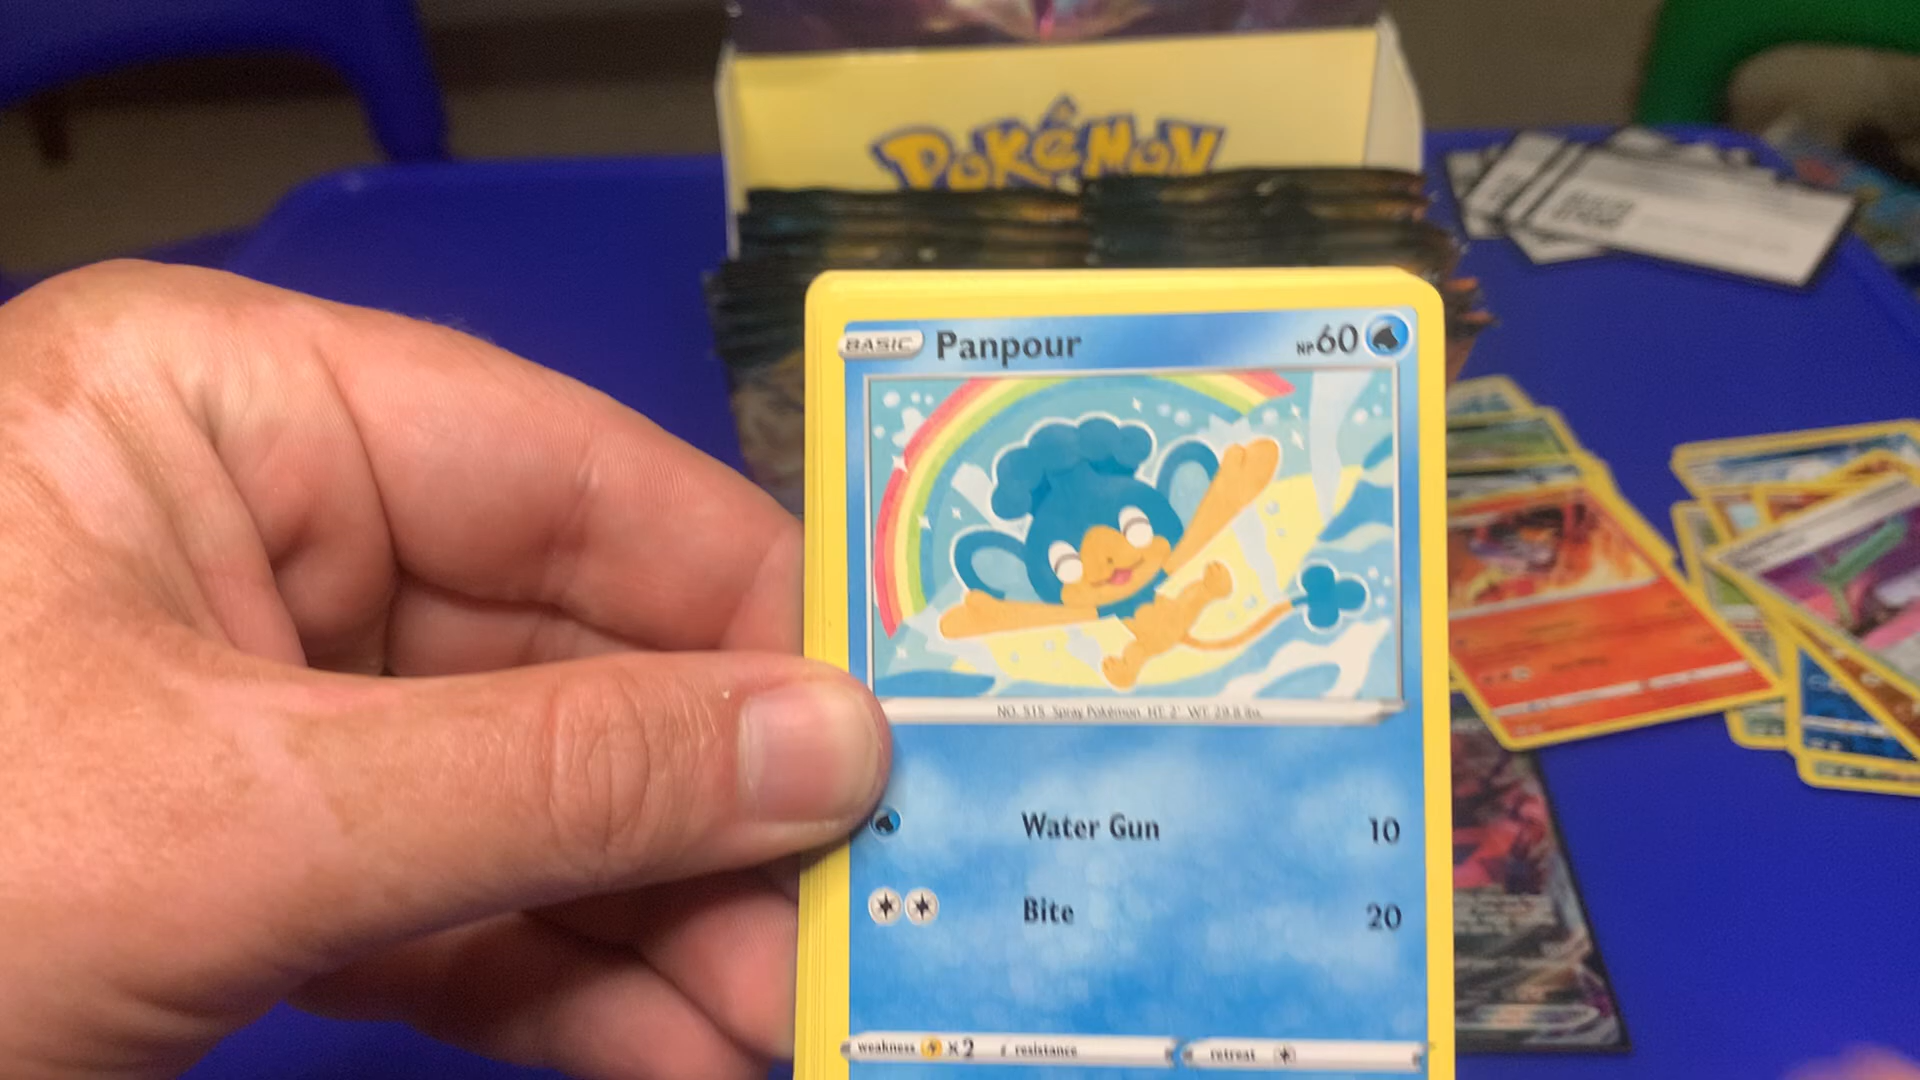 POKéMON
BASIC Panpour HP60
NO. 515 Spray Pokémon HT: 2' WT: 29.8 lbs.
Water Gun 10
Bite 20
weakness ×2 resistance retreat